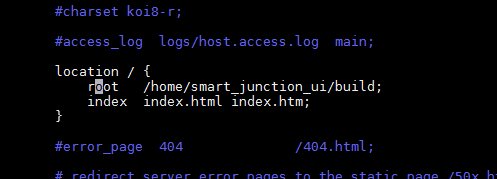 #charset koi8-r;
#access_log  logs/host.access.log  main;
location / {
root   /home/smart_junction_ui/build;
index  index.html index.htm;
}
#error_page  404              /404.html;
# redirect server error pages to the static page /50x.h